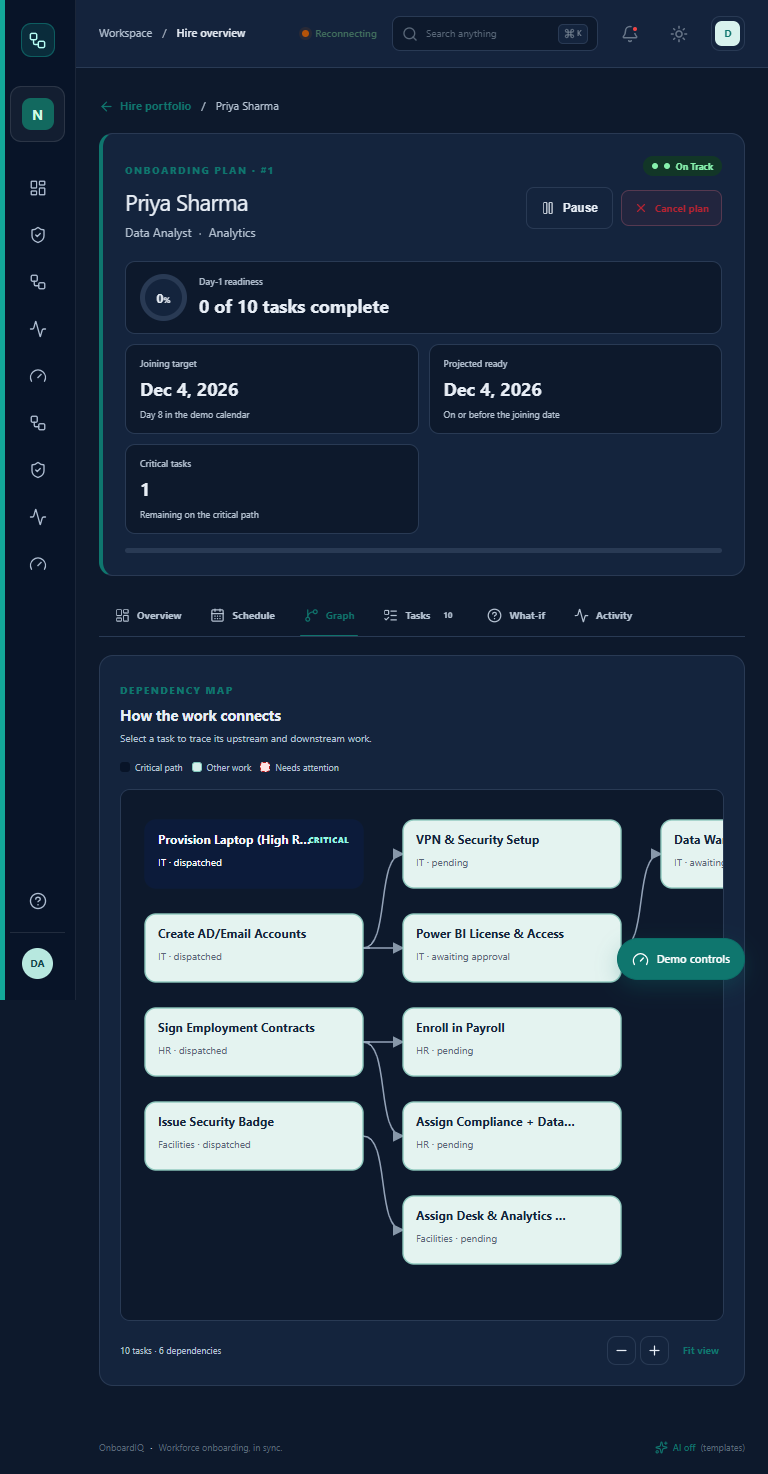 Workspace / Hire overview
Reconnecting
Search anything
⌘ K
D
N
← Hire portfolio / Priya Sharma
ONBOARDING PLAN · #1
On Track
Priya Sharma
Pause
Cancel plan
Data Analyst · Analytics
0%
Day-1 readiness
0 of 10 tasks complete
Joining target
Dec 4, 2026
Day 8 in the demo calendar
Projected ready
Dec 4, 2026
On or before the joining date
Critical tasks
1
Remaining on the critical path
Overview
Schedule
Graph
Tasks 10
What-if
Activity
DEPENDENCY MAP
How the work connects
Select a task to trace its upstream and downstream work.
Critical path
Other work
Needs attention
Provision Laptop (High R...
CRITICAL
IT · dispatched
VPN & Security Setup
IT · pending
Data Wa
IT · awaiting
Create AD/Email Accounts
IT · dispatched
Power BI License & Access
IT · awaiting approval
Demo controls
DA
Sign Employment Contracts
HR · dispatched
Enroll in Payroll
HR · pending
Issue Security Badge
Facilities · dispatched
Assign Compliance + Data...
HR · pending
Assign Desk & Analytics ...
Facilities · pending
10 tasks · 6 dependencies
Fit view
OnboardIQ · Workforce onboarding, in sync.
AI off (templates)